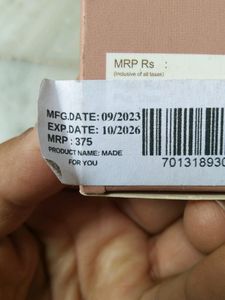 MRP Rs :
(Inclusive of all taxes)
MFG.DATE: 09/2023
EXP.DATE: 10/2026
MRP : 375
PRODUCT NAME: MADE
FOR YOU
701318930